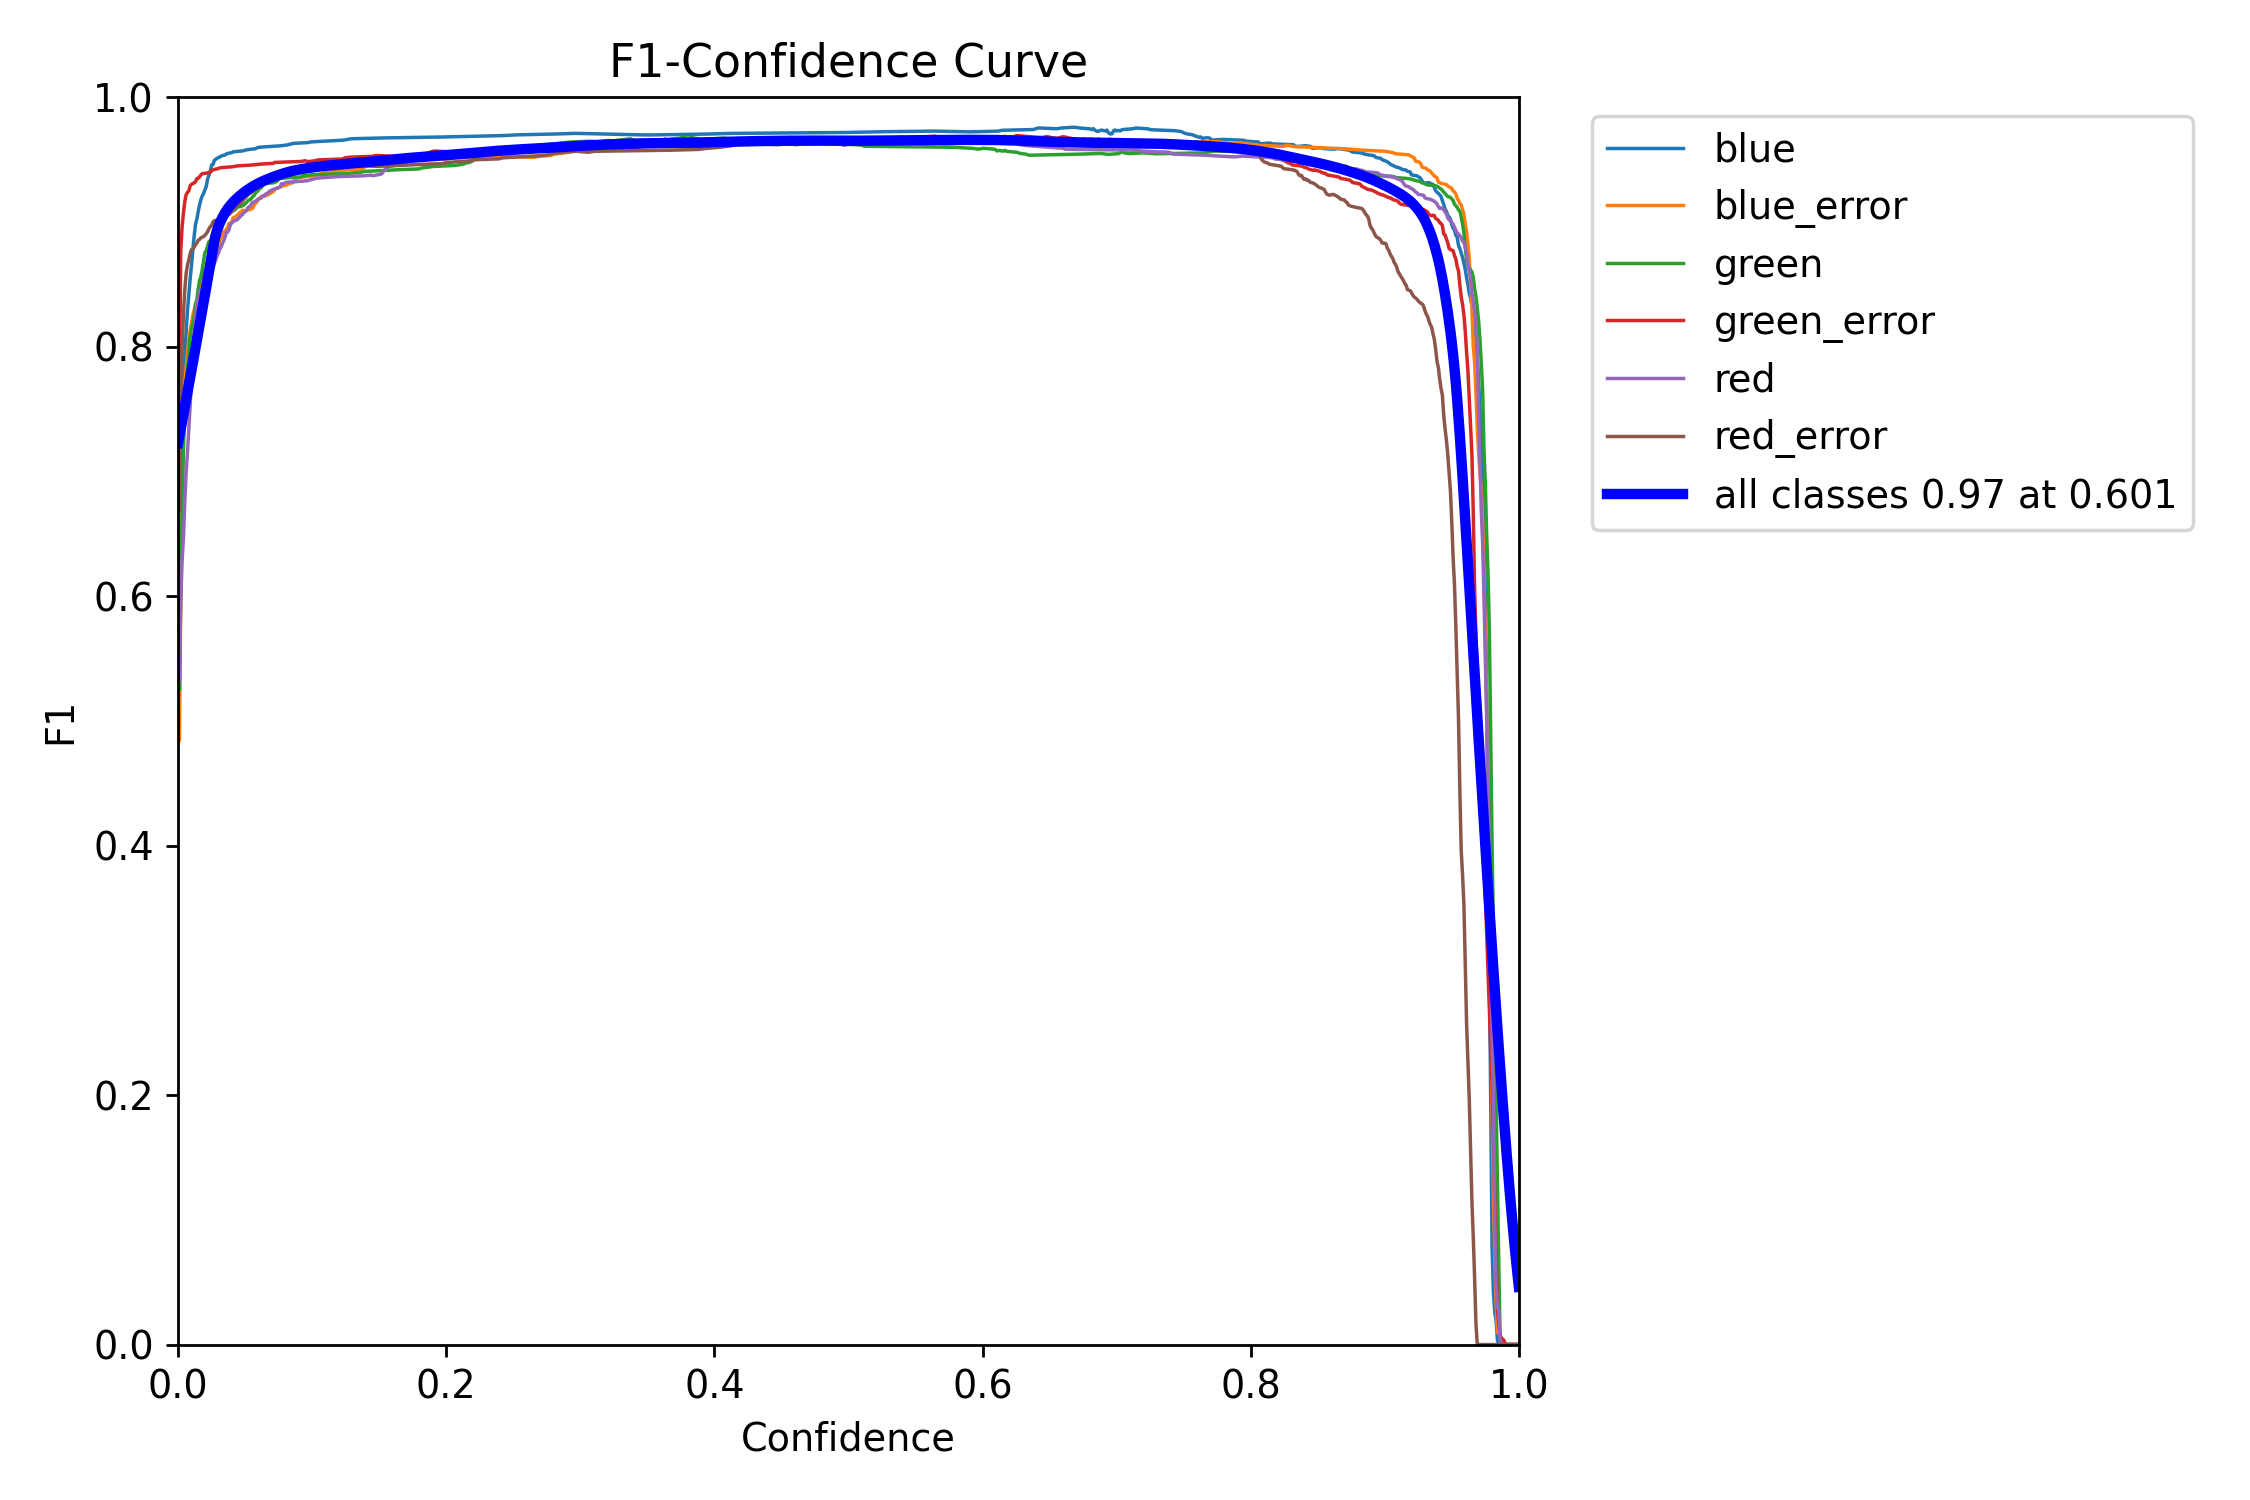 F1-Confidence Curve
1.0
0.8
0.6
0.4
0.2
0.0
F1
0.0 0.2 0.4 0.6 0.8 1.0
Confidence
blue
blue_error
green
green_error
red
red_error
all classes 0.97 at 0.601